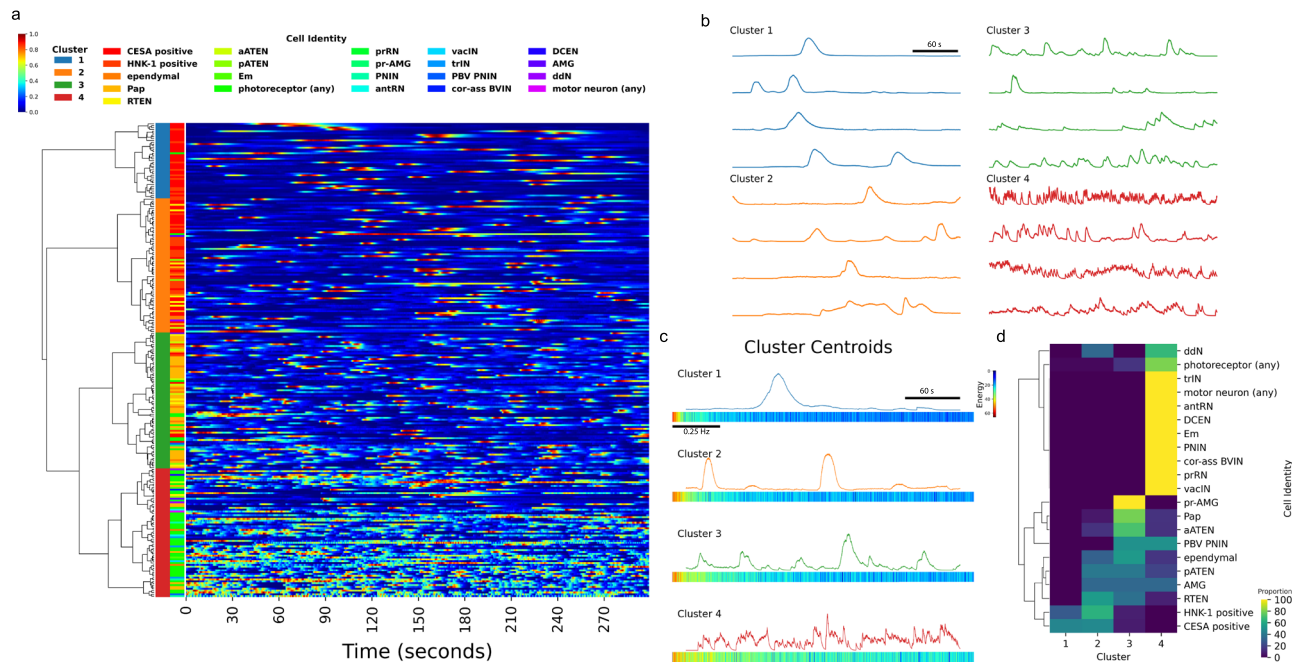 a
1.0
0.8
0.6
0.4
0.2
0.0
Cluster
1
2
3
4
Cell Identity
CESA positive
HNK-1 positive
ependymal
Pap
RTEN
aATEN
pATEN
Em
photoreceptor (any)
prRN
pr-AMG
PNIN
antRN
vacIN
trIN
PBV PNIN
cor-ass BVIN
DCEN
AMG
ddN
motor neuron (any)
0
30
60
90
120
150
180
210
240
270
Time (seconds)
b
Cluster 1
60 s
Cluster 2
Cluster 3
Cluster 4
c
Cluster Centroids
Cluster 1
60 s
0.25 Hz
Cluster 2
Cluster 3
Cluster 4
Energy
0
20
40
60
d
ddN
photoreceptor (any)
trIN
motor neuron (any)
antRN
DCEN
Em
PNIN
cor-ass BVIN
prRN
vacIN
pr-AMG
Pap
aATEN
PBV PNIN
ependymal
pATEN
AMG
RTEN
HNK-1 positive
CESA positive
1
2
3
4
Cluster
Cell Identity
Proportion
100
80
60
40
20
0